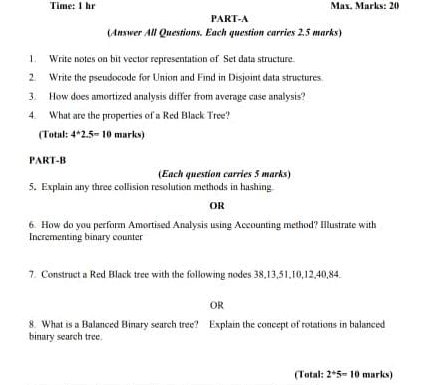 Time: 1 hr Max. Marks: 20
PART-A
(Answer All Questions. Each question carries 2.5 marks)
1. Write notes on bit vector representation of Set data structure.
2. Write the pseudocode for Union and Find in Disjoint data structures.
3. How does amortized analysis differ from average case analysis?
4. What are the properties of a Red Black Tree?
(Total: 4*2.5= 10 marks)
PART-B
(Each question carries 5 marks)
5. Explain any three collision resolution methods in hashing.
OR
6. How do you perform Amortised Analysis using Accounting method? Illustrate with
Incrementing binary counter
7. Construct a Red Black tree with the following nodes 38,13,51,10,12,40,84.
OR
8. What is a Balanced Binary search tree? Explain the concept of rotations in balanced
binary search tree.
(Total: 2*5= 10 marks)